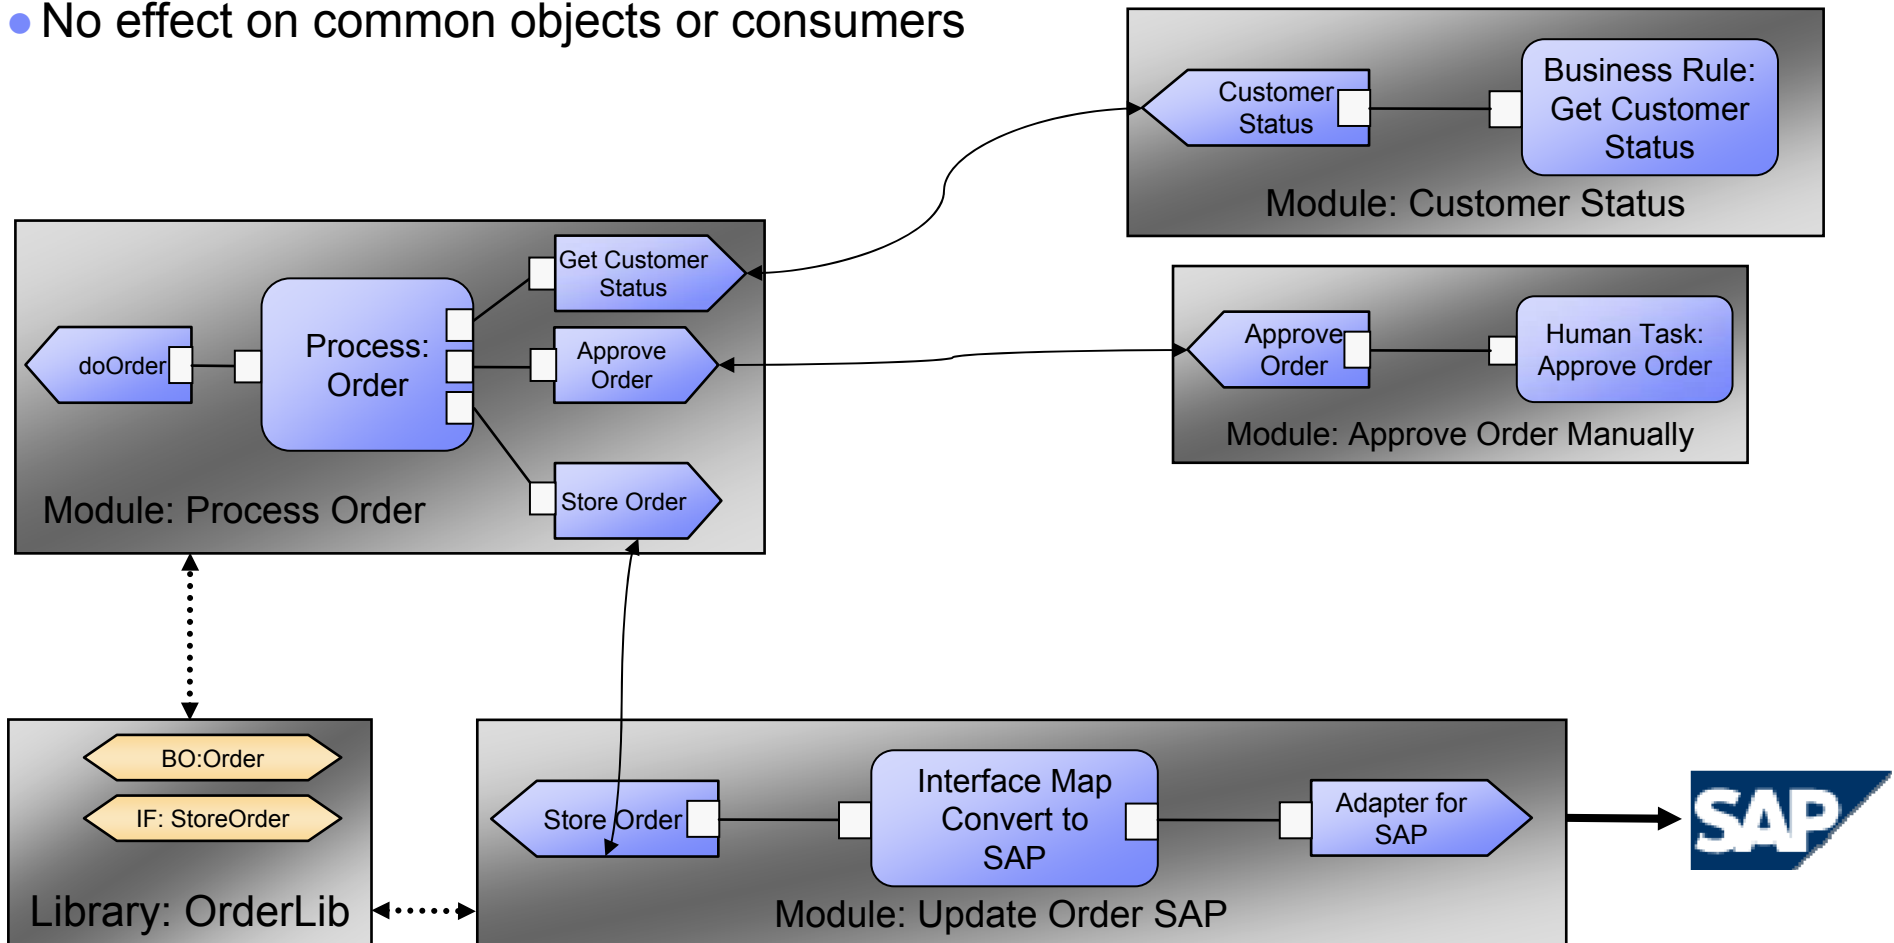 No effect on common objects or consumers
Customer
Status
Business Rule:
Get Customer
Status
Module: Customer Status
Get Customer
Status
doOrder
Process:
Order
Approve
Order
Store Order
Module: Process Order
Approve
Order
Human Task:
Approve Order
Module: Approve Order Manually
BO:Order
IF: StoreOrder
Library: OrderLib
Store Order
Interface Map
Convert to
SAP
Adapter for
SAP
Module: Update Order SAP
SAP